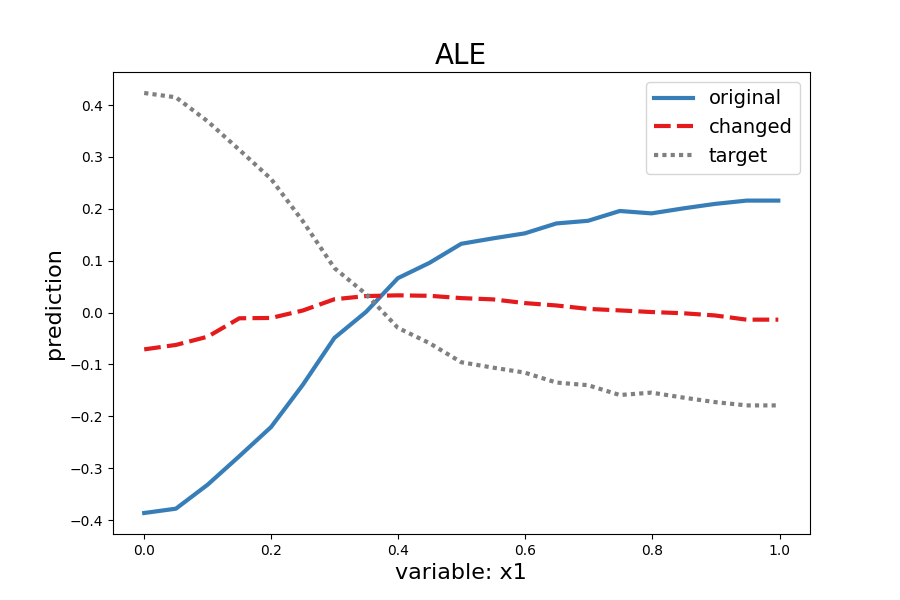 ALE
original
changed
target
prediction
0.4
0.3
0.2
0.1
0.0
−0.1
−0.2
−0.3
−0.4
0.0 0.2 0.4 0.6 0.8 1.0
variable: x1